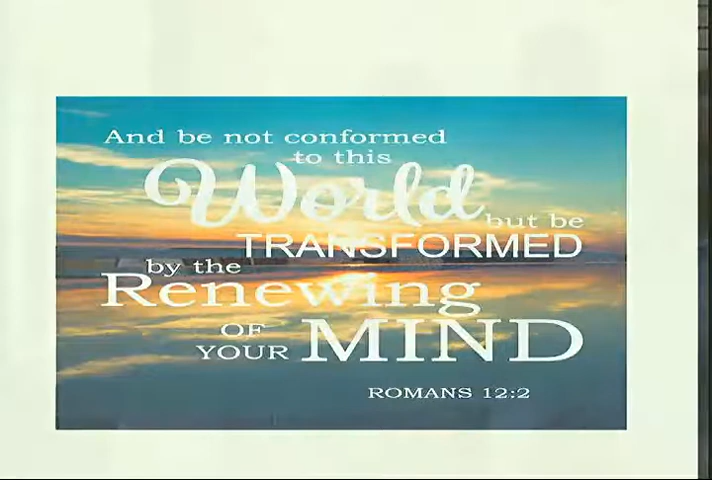 And be not conformed
to this
World
but be
TRANSFORMED
by the
Renewing
OF
YOUR MIND
ROMANS 12:2